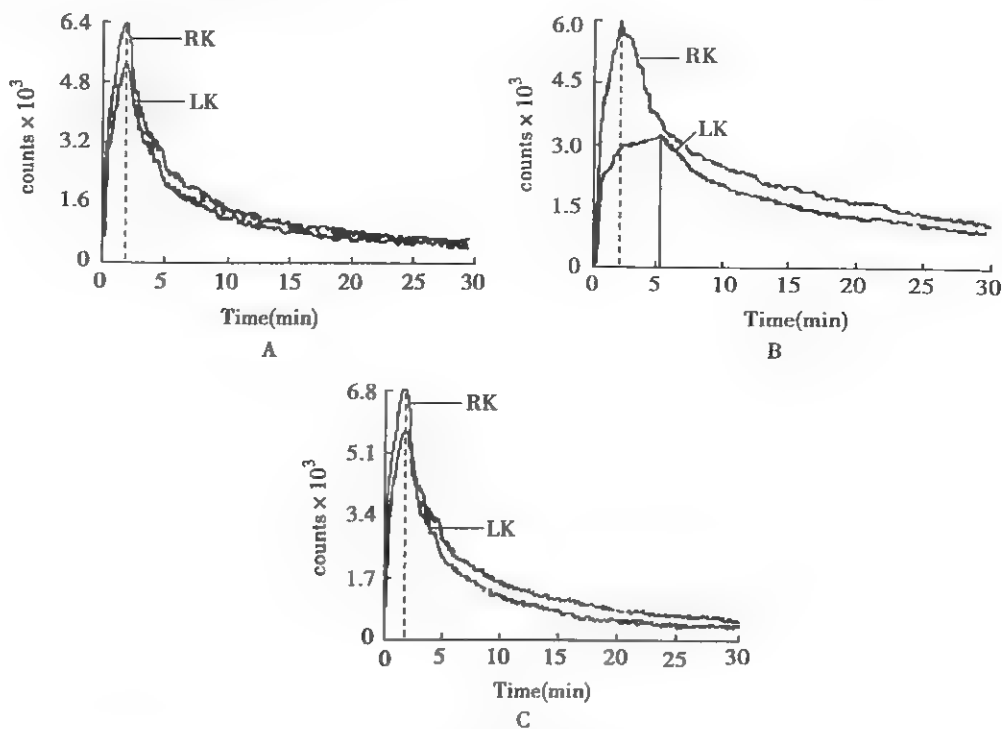 6.4
4.8
3.2
1.6
0
counts × 10³
RK
LK
0 5 10 15 20 25 30
Time(min)
A
6.0
4.5
3.0
1.5
0
counts × 10³
RK
LK
0 5 10 15 20 25 30
Time(min)
B
6.8
5.1
3.4
1.7
0
counts × 10³
RK
LK
0 5 10 15 20 25 30
Time(min)
C